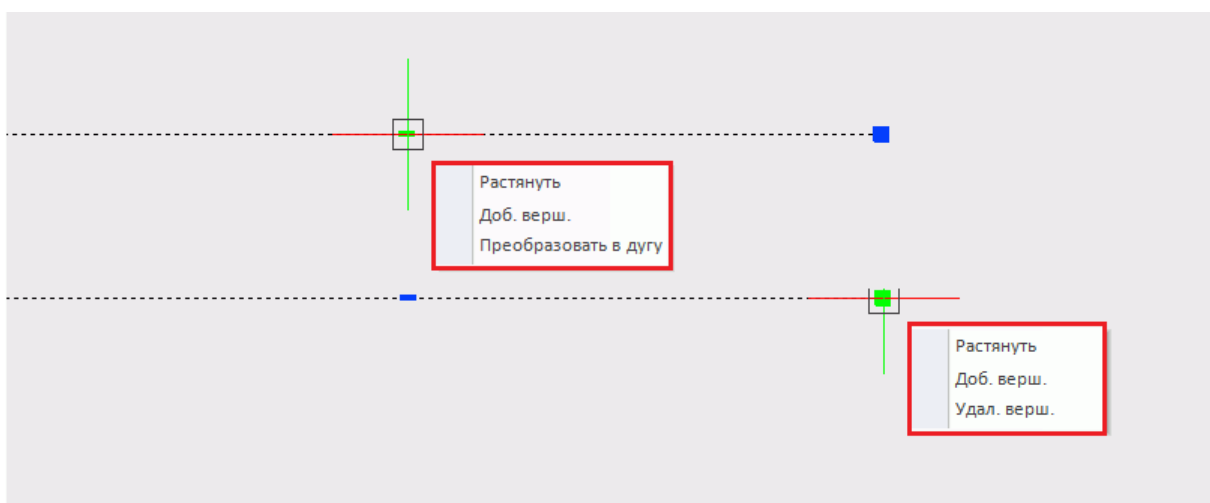 Растянуть
Доб. верш.
Преобразовать в дугу
Растянуть
Доб. верш.
Удал. верш.